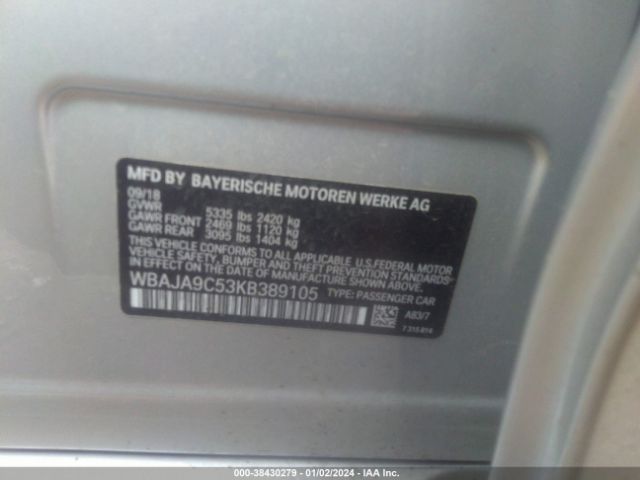 MFD BY BAYERISCHE MOTOREN WERKE AG
09/18
GVWR 5335 lbs 2420 kg
GAWR FRONT 2469 lbs 1120 kg
GAWR REAR 3095 lbs 1404 kg
THIS VEHICLE CONFORMS TO ALL APPLICABLE U.S.FEDERAL MOTOR
VEHICLE SAFETY, BUMPER, AND THEFT PREVENTION STANDARDS
IN EFFECT ON THE DATE OF MANUFACTURE SHOWN ABOVE.
WBAJA9C53KB389105 TYPE: PASSENGER CAR
A83/7
7 315 814
000-38430279 - 01/02/2024 - IAA Inc.